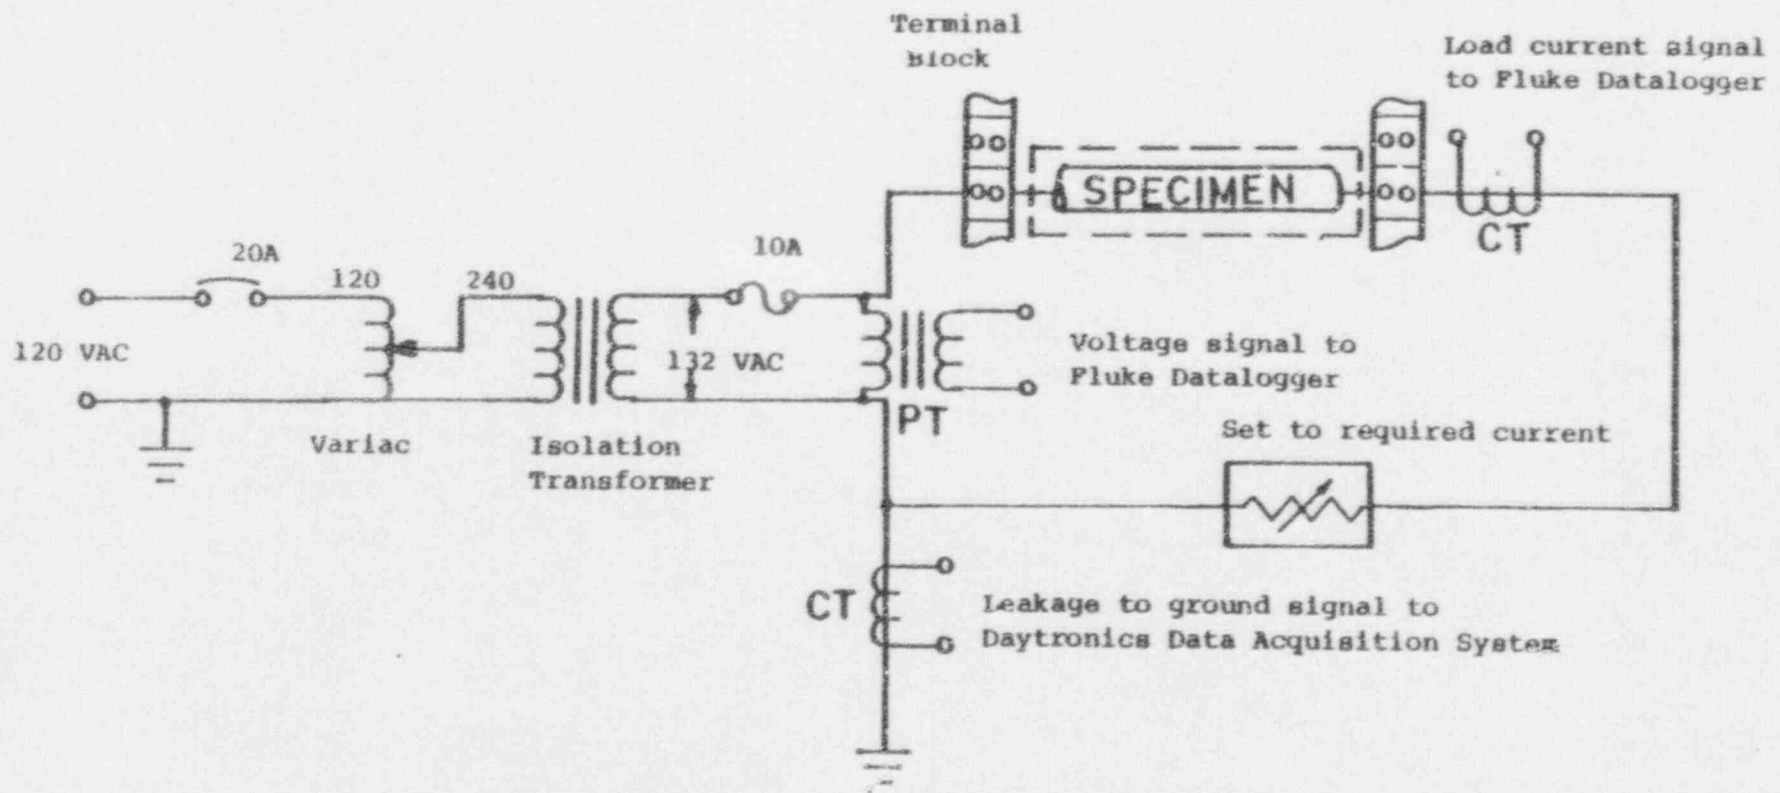 Terminal
Block
Load current signal
to Fluke Datalogger
SPECIMEN
CT
20A
10A
120
240
120 VAC
132 VAC
Voltage signal to
Fluke Datalogger
PT
Variac
Isolation
Transformer
Set to required current
CT
Leakage to ground signal to
Daytronics Data Acquisition System